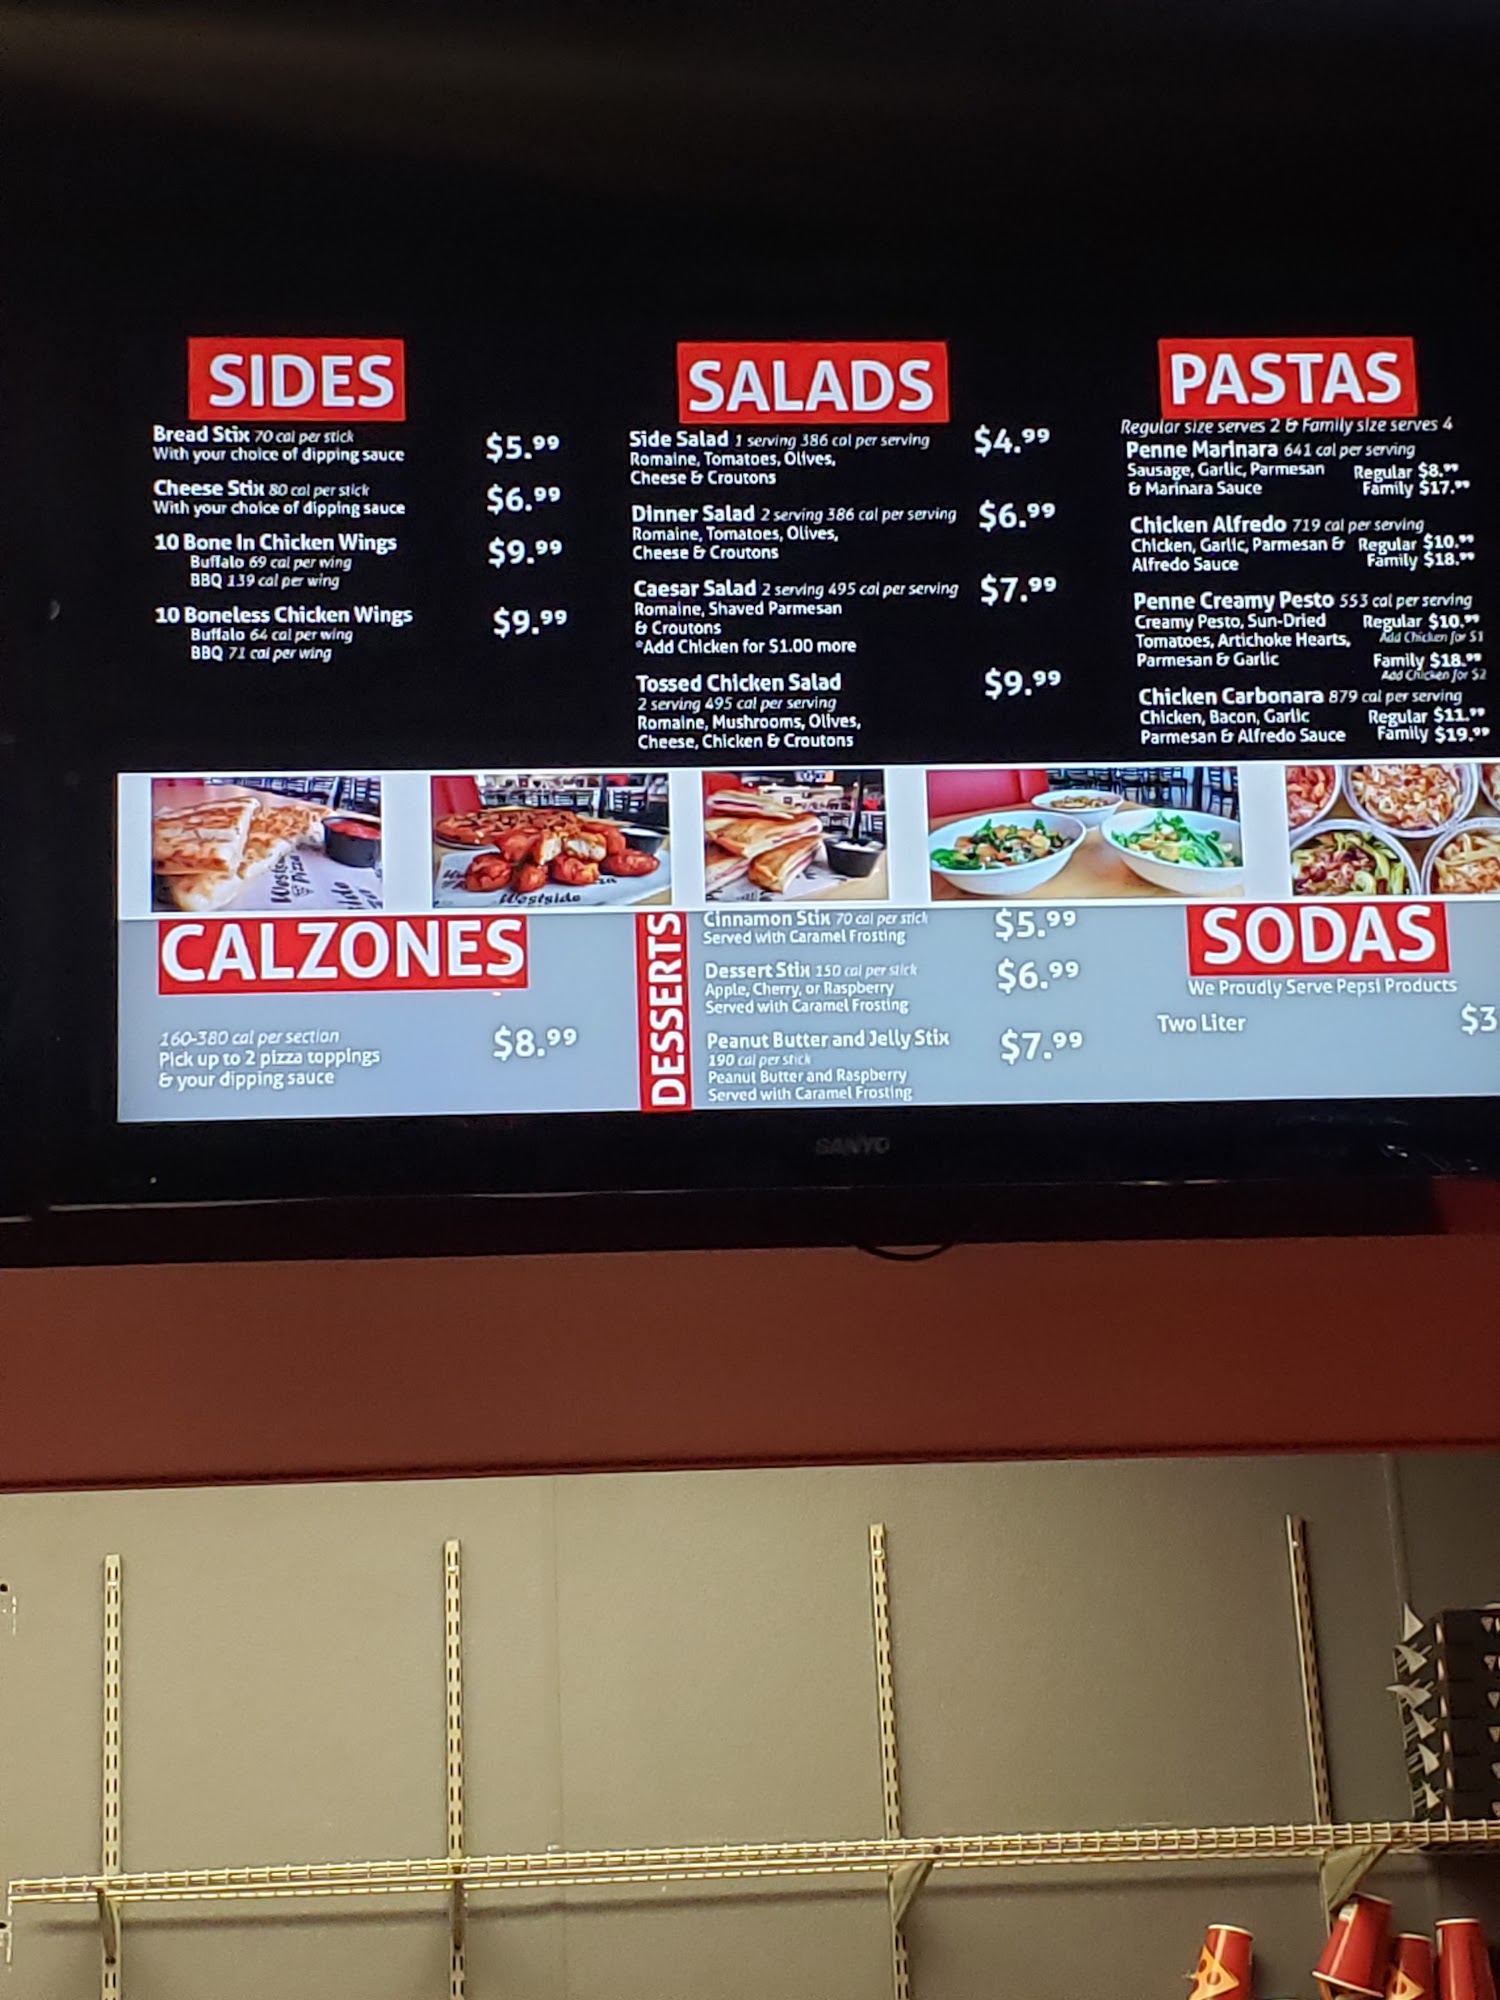 SIDES
Bread Stix 70 cal per stick
With your choice of dipping sauce
$5.99
Cheese Stix 80 cal per stick
With your choice of dipping sauce
$6.99
10 Bone In Chicken Wings
$9.99
Buffalo 69 cal per wing
BBQ 139 cal per wing
10 Boneless Chicken Wings
$9.99
Buffalo 64 cal per wing
BBQ 71 cal per wing
SALADS
Side Salad 1 serving 386 cal per serving
$4.99
Romaine, Tomatoes, Olives,
Cheese & Croutons
Dinner Salad 2 serving 386 cal per serving
$6.99
Romaine, Tomatoes, Olives,
Cheese & Croutons
Caesar Salad 2 serving 495 cal per serving
$7.99
Romaine, Shaved Parmesan
& Croutons
*Add Chicken for $1.00 more
Tossed Chicken Salad
$9.99
2 serving 495 cal per serving
Romaine, Mushrooms, Olives,
Cheese, Chicken & Croutons
PASTAS
Regular size serves 2 & Family size serves 4
Penne Marinara 641 cal per serving
Sausage, Garlic, Parmesan Regular $8.99
& Marinara Sauce Family $17.99
Chicken Alfredo 719 cal per serving
Chicken, Garlic, Parmesan & Regular $10.99
Alfredo Sauce Family $18.99
Penne Creamy Pesto 553 cal per serving
Creamy Pesto, Sun-Dried Regular $10.99
Tomatoes, Artichoke Hearts, Add Chicken for $1
Parmesan & Garlic Family $18.99
Add Chicken for $2
Chicken Carbonara 879 cal per serving
Chicken, Bacon, Garlic Regular $11.99
Parmesan & Alfredo Sauce Family $19.99
Westside
CALZONES
160-380 cal per section
Pick up to 2 pizza toppings
& your dipping sauce
$8.99
DESSERTS
Cinnamon Stix 70 cal per stick
$5.99
Served with Caramel Frosting
Dessert Stix 150 cal per stick
$6.99
Apple, Cherry, or Raspberry
Served with Caramel Frosting
Peanut Butter and Jelly Stix
$7.99
190 cal per stick
Peanut Butter and Raspberry
Served with Caramel Frosting
SODAS
We Proudly Serve Pepsi Products
Two Liter $3
SANYO